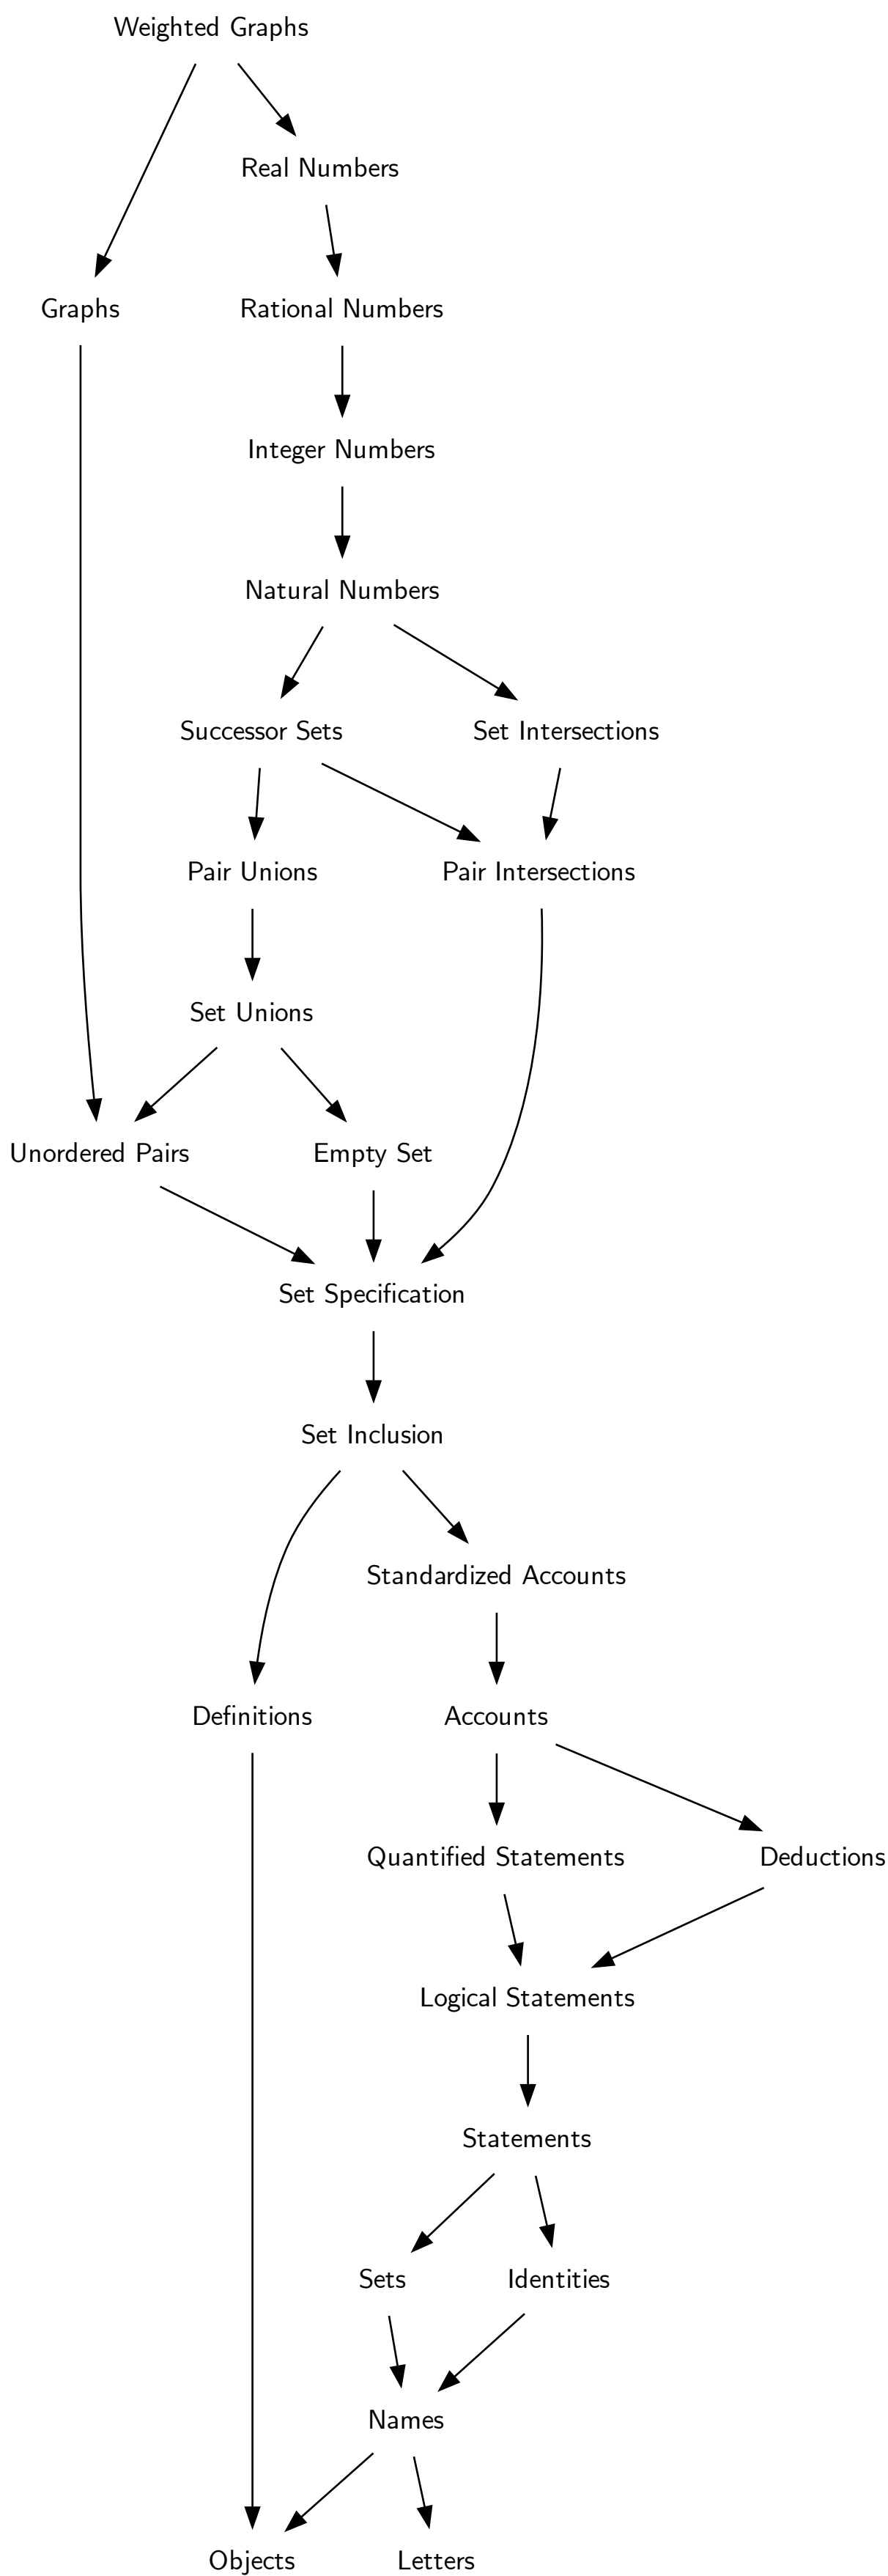 Weighted Graphs
Real Numbers
Graphs
Rational Numbers
Integer Numbers
Natural Numbers
Successor Sets
Set Intersections
Pair Unions
Pair Intersections
Set Unions
Unordered Pairs
Empty Set
Set Specification
Set Inclusion
Standardized Accounts
Definitions
Accounts
Quantified Statements
Deductions
Logical Statements
Statements
Sets
Identities
Names
Objects
Letters